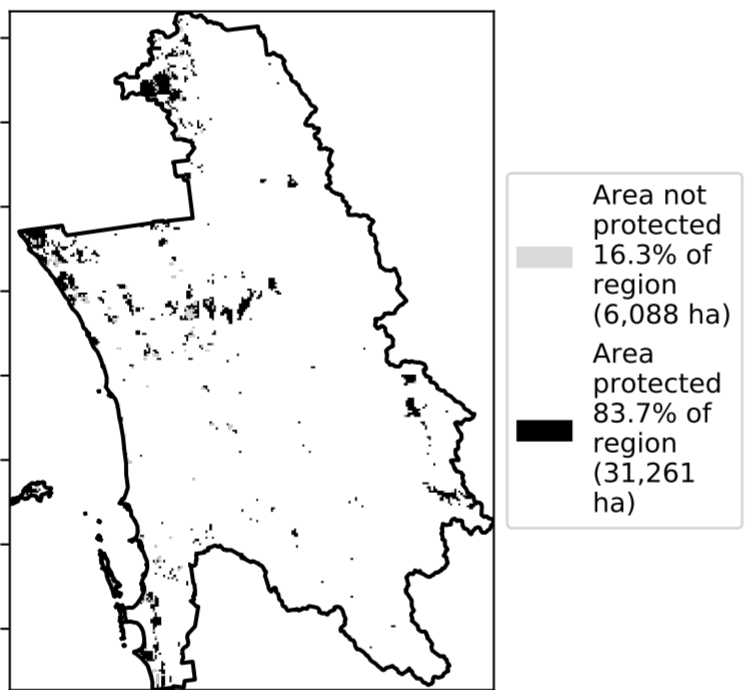 Area not
protected
16.3% of
region
(6,088 ha)
Area
protected
83.7% of
region
(31,261
ha)